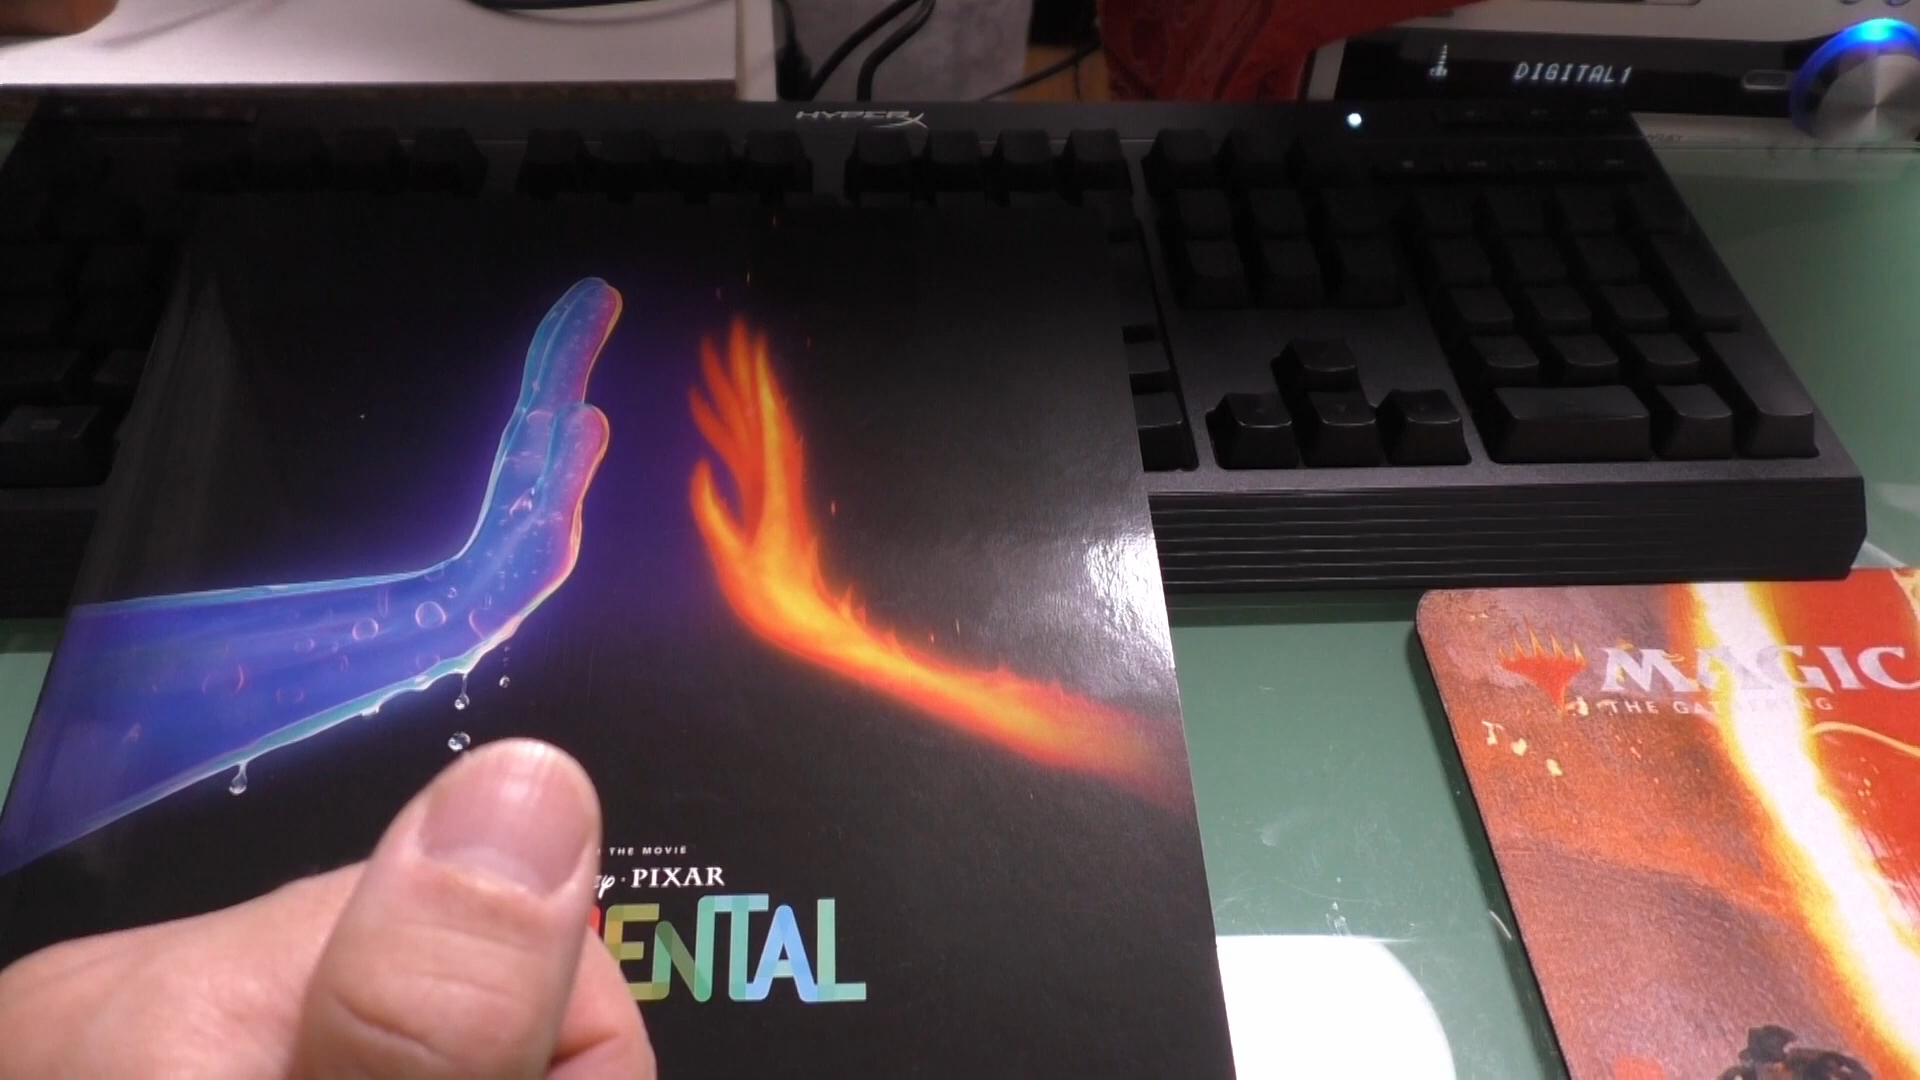 DIGITAL1
HYPERX
MAGIC
THE GATHERING
THE MOVIE
PIXAR
ENTAL